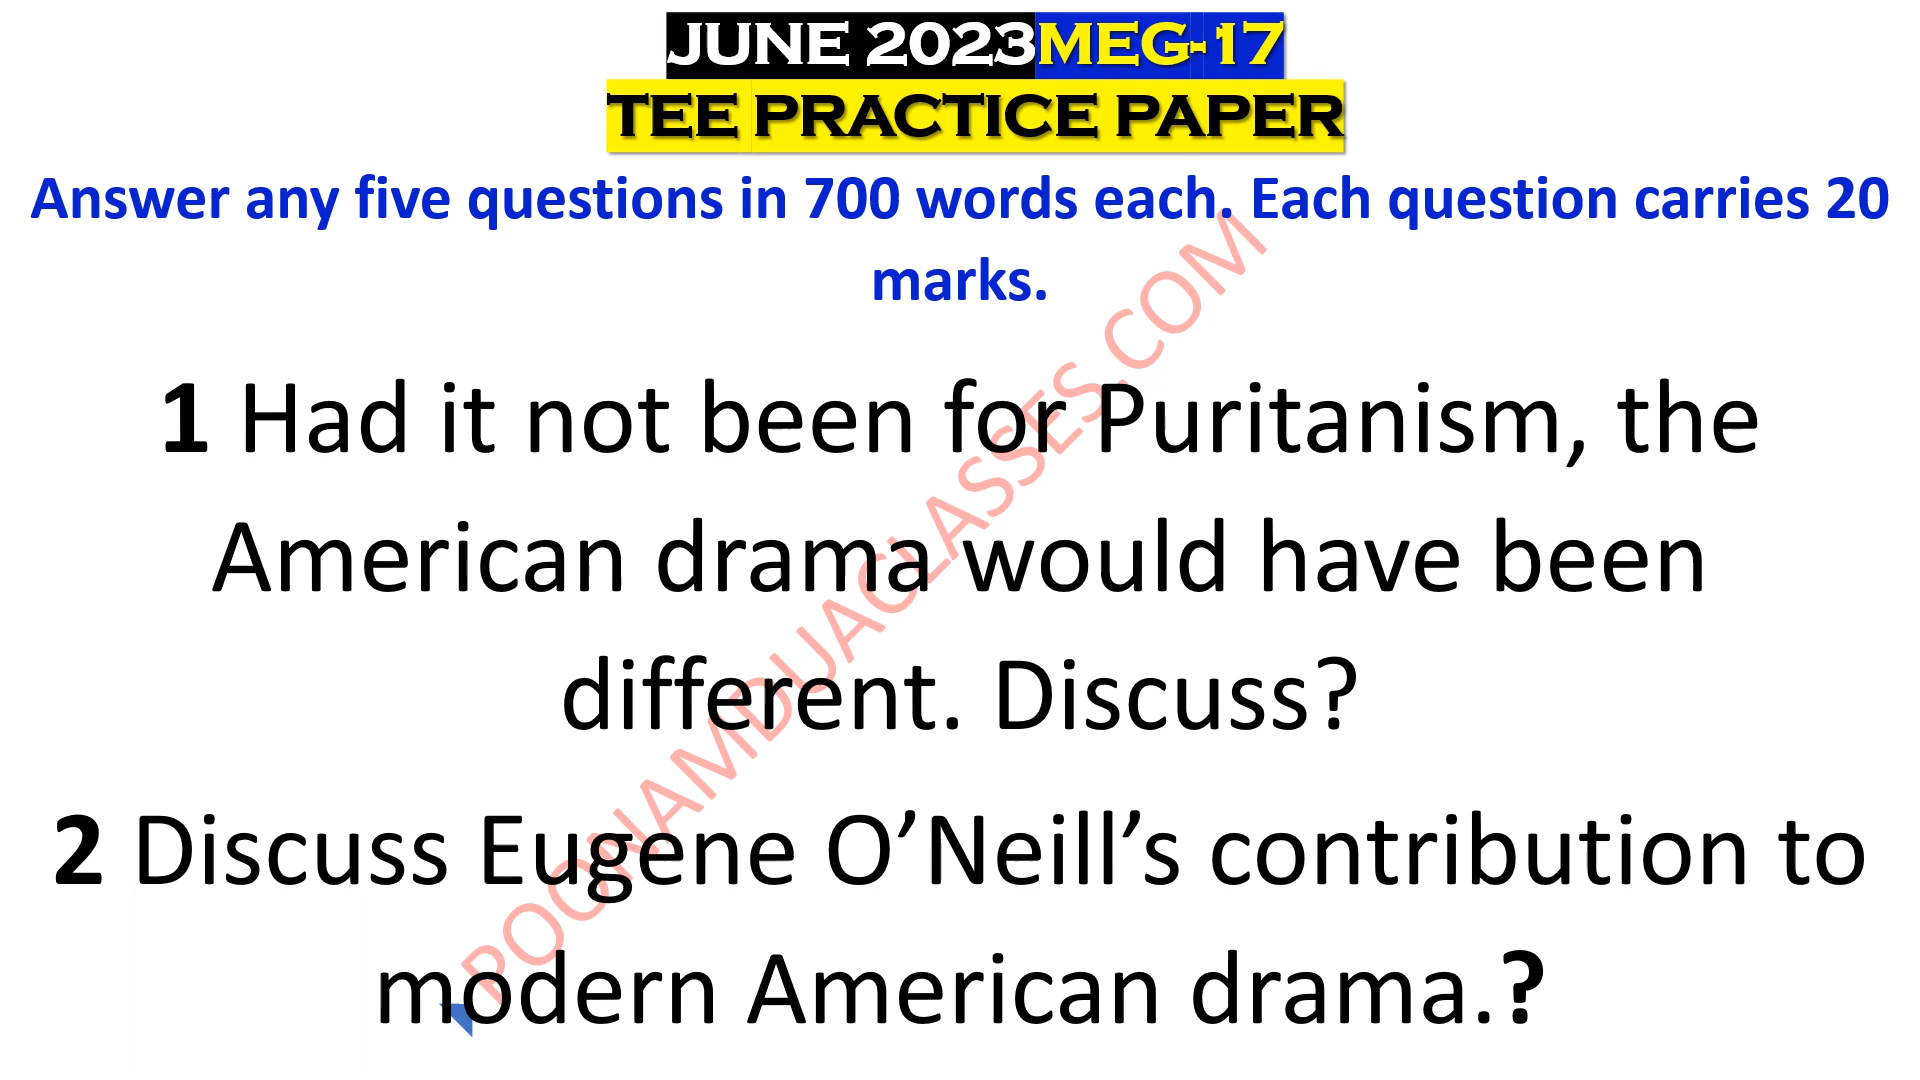 JUNE 2023MEG-17
TEE PRACTICE PAPER
Answer any five questions in 700 words each. Each question carries 20
marks.
1 Had it not been for Puritanism, the
American drama would have been
different. Discuss?
2 Discuss Eugene O’Neill’s contribution to
modern American drama.?
POONAMDUACLASSES.COM